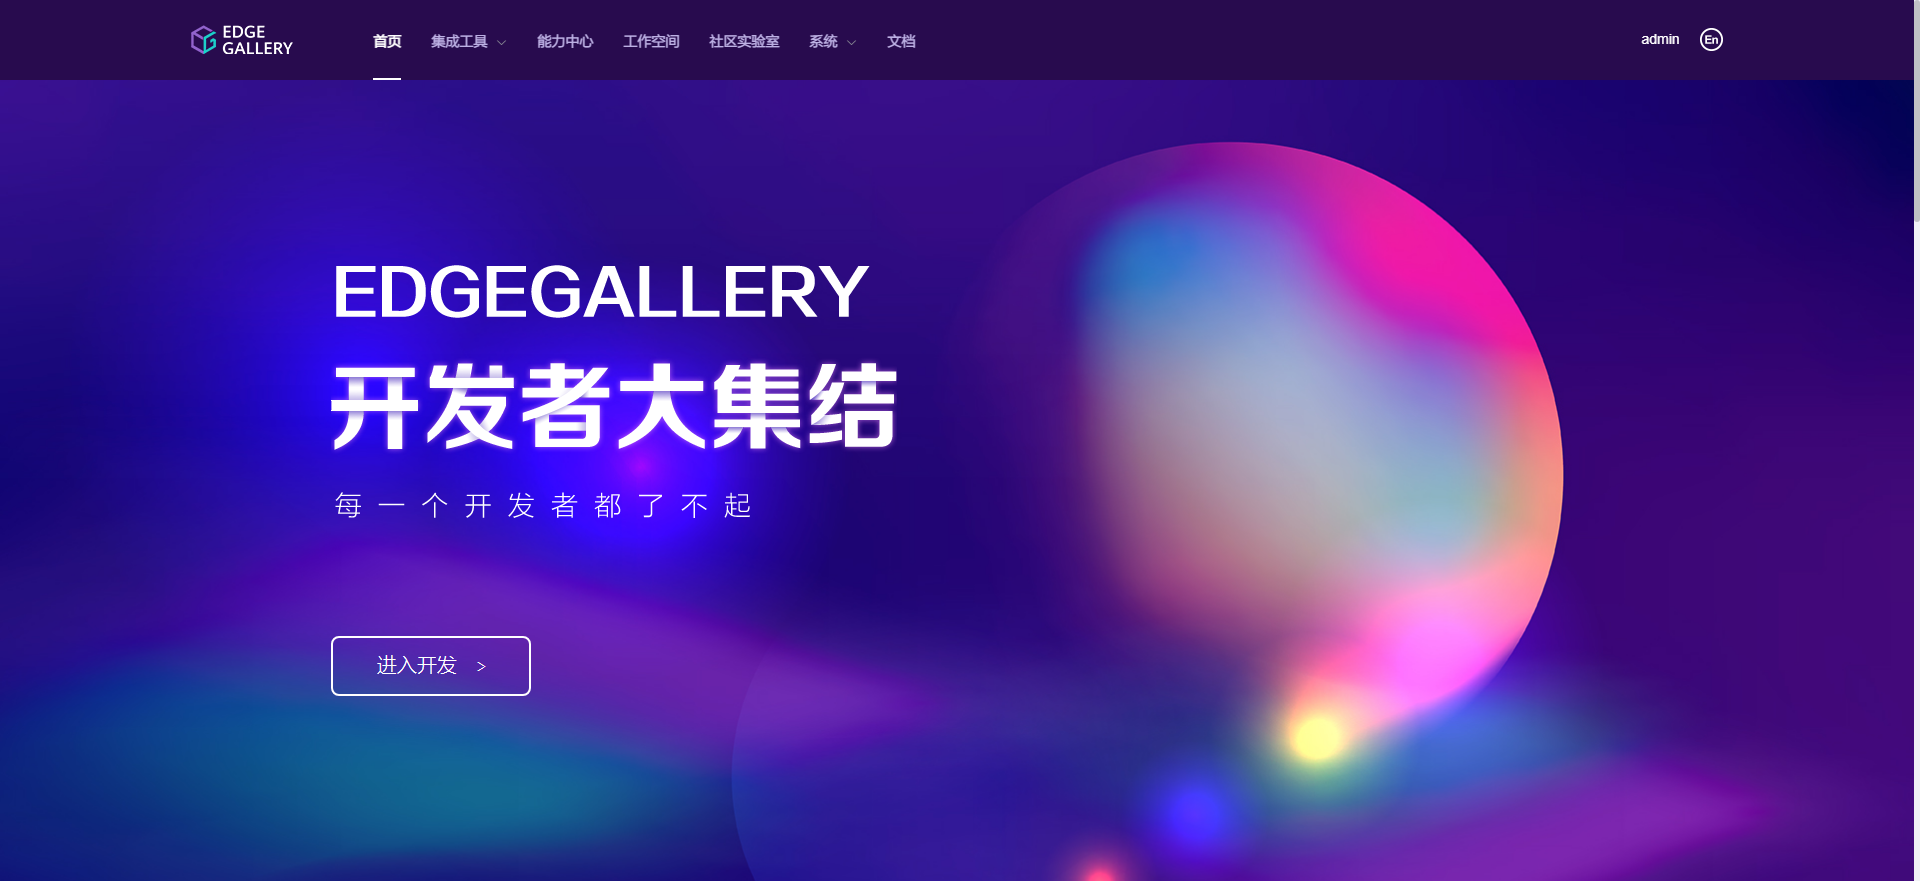 EDGE
GALLERY
首页 集成工具 能力中心 工作空间 社区实验室 系统 文档
admin En
EDGEGALLERY
开发者大集结
每一个开发者都了不起
进入开发 >